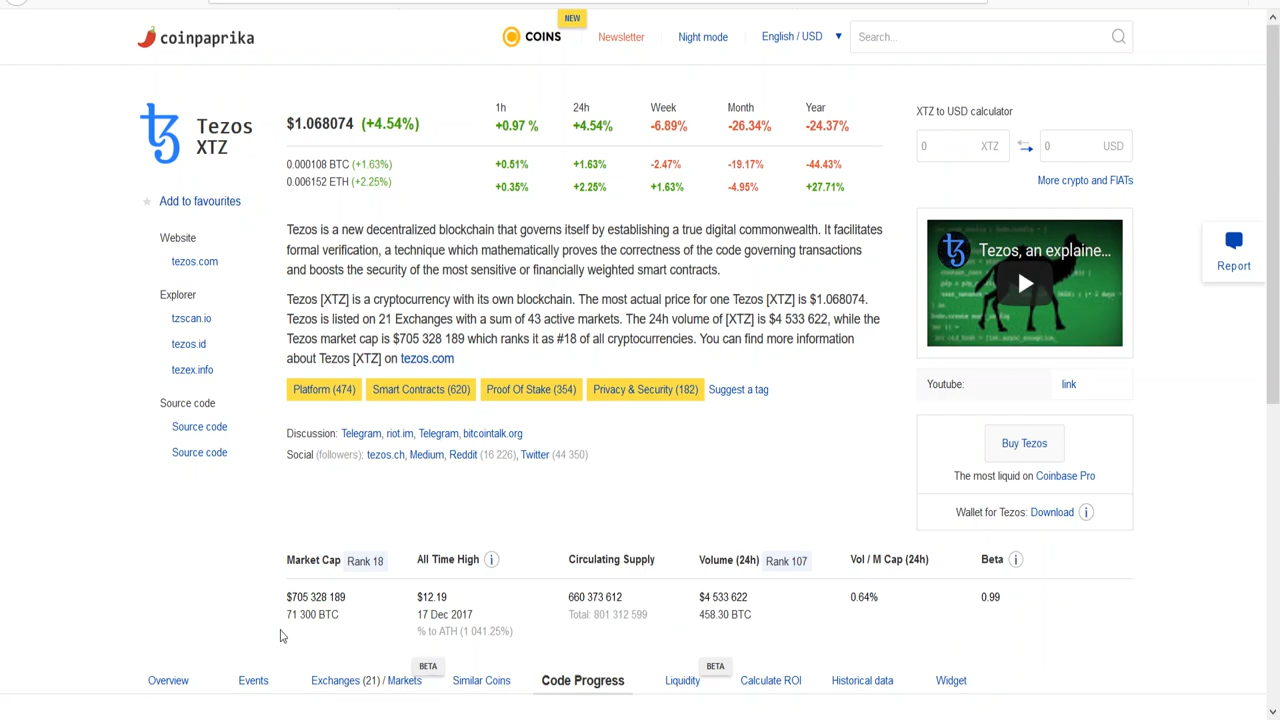 coinpaprika
NEW
COINS
Newsletter
Night mode
English / USD
Search...
Tezos
XTZ
Add to favourites
Website
tezos.com
Explorer
tzscan.io
tezos.id
tezex.info
Source code
Source code
Source code
$1.068074 (+4.54%)
0.000108 BTC (+1.63%)
0.006152 ETH (+2.25%)
1h 24h Week Month Year
+0.97 % +4.54% -6.89% -26.34% -24.37%
+0.51% +1.63% -2.47% -19.17% -44.43%
+0.35% +2.25% +1.63% -4.95% +27.71%
Tezos is a new decentralized blockchain that governs itself by establishing a true digital commonwealth. It facilitates
formal verification, a technique which mathematically proves the correctness of the code governing transactions
and boosts the security of the most sensitive or financially weighted smart contracts.
Tezos [XTZ] is a cryptocurrency with its own blockchain. The most actual price for one Tezos [XTZ] is $1.068074.
Tezos is listed on 21 Exchanges with a sum of 43 active markets. The 24h volume of [XTZ] is $4 533 622, while the
Tezos market cap is $705 328 189 which ranks it as #18 of all cryptocurrencies. You can find more information
about Tezos [XTZ] on tezos.com
Platform (474) Smart Contracts (620) Proof Of Stake (354) Privacy & Security (182) Suggest a tag
Discussion: Telegram, riot.im, Telegram, bitcointalk.org
Social (followers): tezos.ch, Medium, Reddit (16 226), Twitter (44 350)
XTZ to USD calculator
0 XTZ 0 USD
More crypto and FIATs
Tezos, an explaine...
Youtube: link
Buy Tezos
The most liquid on Coinbase Pro
Wallet for Tezos: Download i
Report
Market Cap Rank 18 All Time High i Circulating Supply Volume (24h) Rank 107 Vol / M Cap (24h) Beta i
$705 328 189 $12.19 660 373 612 $4 533 622 0.64% 0.99
71 300 BTC 17 Dec 2017 Total: 801 312 599 458.30 BTC
% to ATH (1 041.25%)
BETA BETA
Overview Events Exchanges (21) / Markets Similar Coins Code Progress Liquidity Calculate ROI Historical data Widget